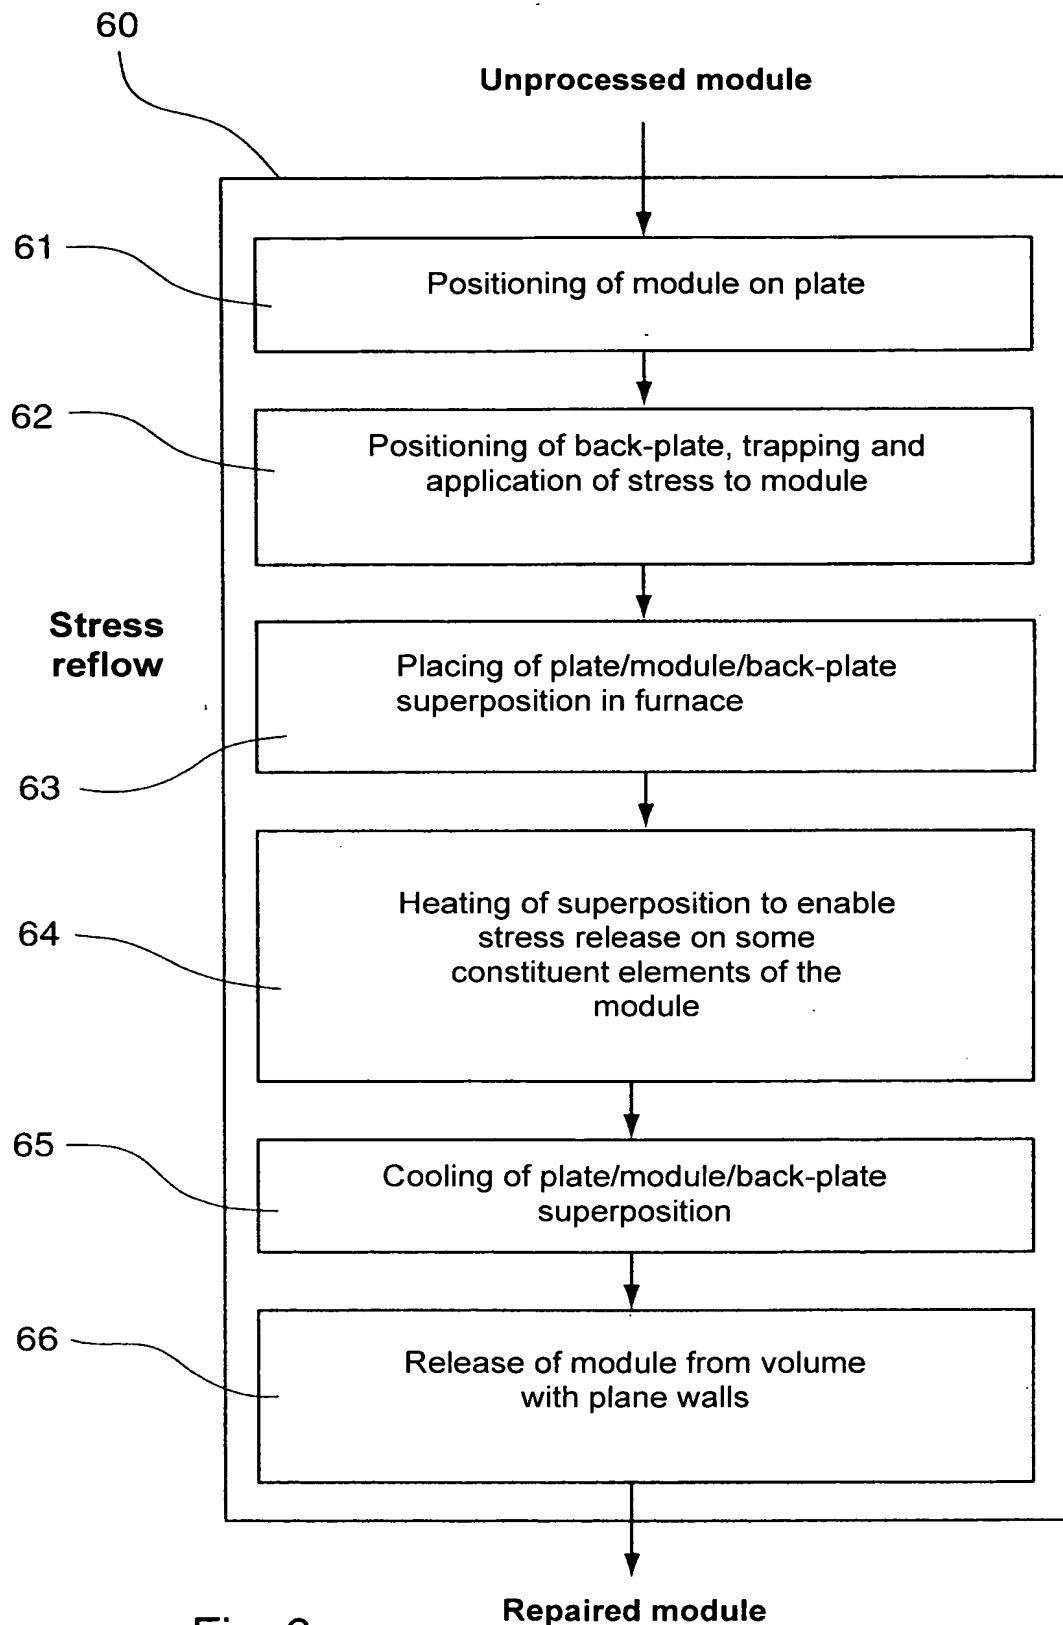 60
Unprocessed module
61
Positioning of module on plate
62
Positioning of back-plate, trapping and
application of stress to module
Stress
reflow
Placing of plate/module/back-plate
superposition in furnace
63
Heating of superposition to enable
stress release on some
constituent elements of the
module
64
65
Cooling of plate/module/back-plate
superposition
66
Release of module from volume
with plane walls
Repaired module